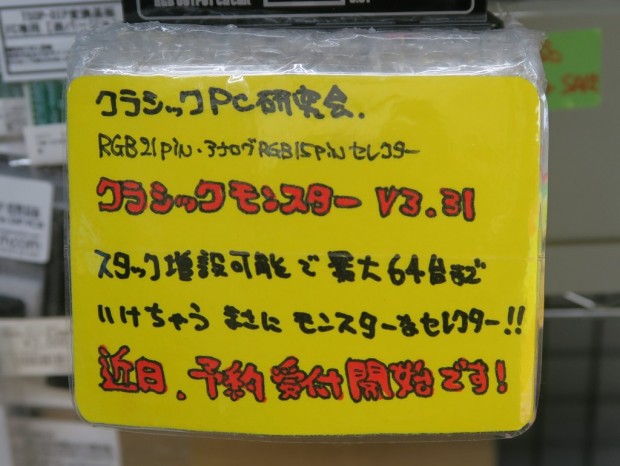 クラシックPC研究会.
RGB21pin・アナログRGB15pinセレクター
クラシックモンスター V3.31
スタック増設可能で最大64台まで
いけちゃう まさに モンスターなセレクター!!
近日、予約受付開始です!